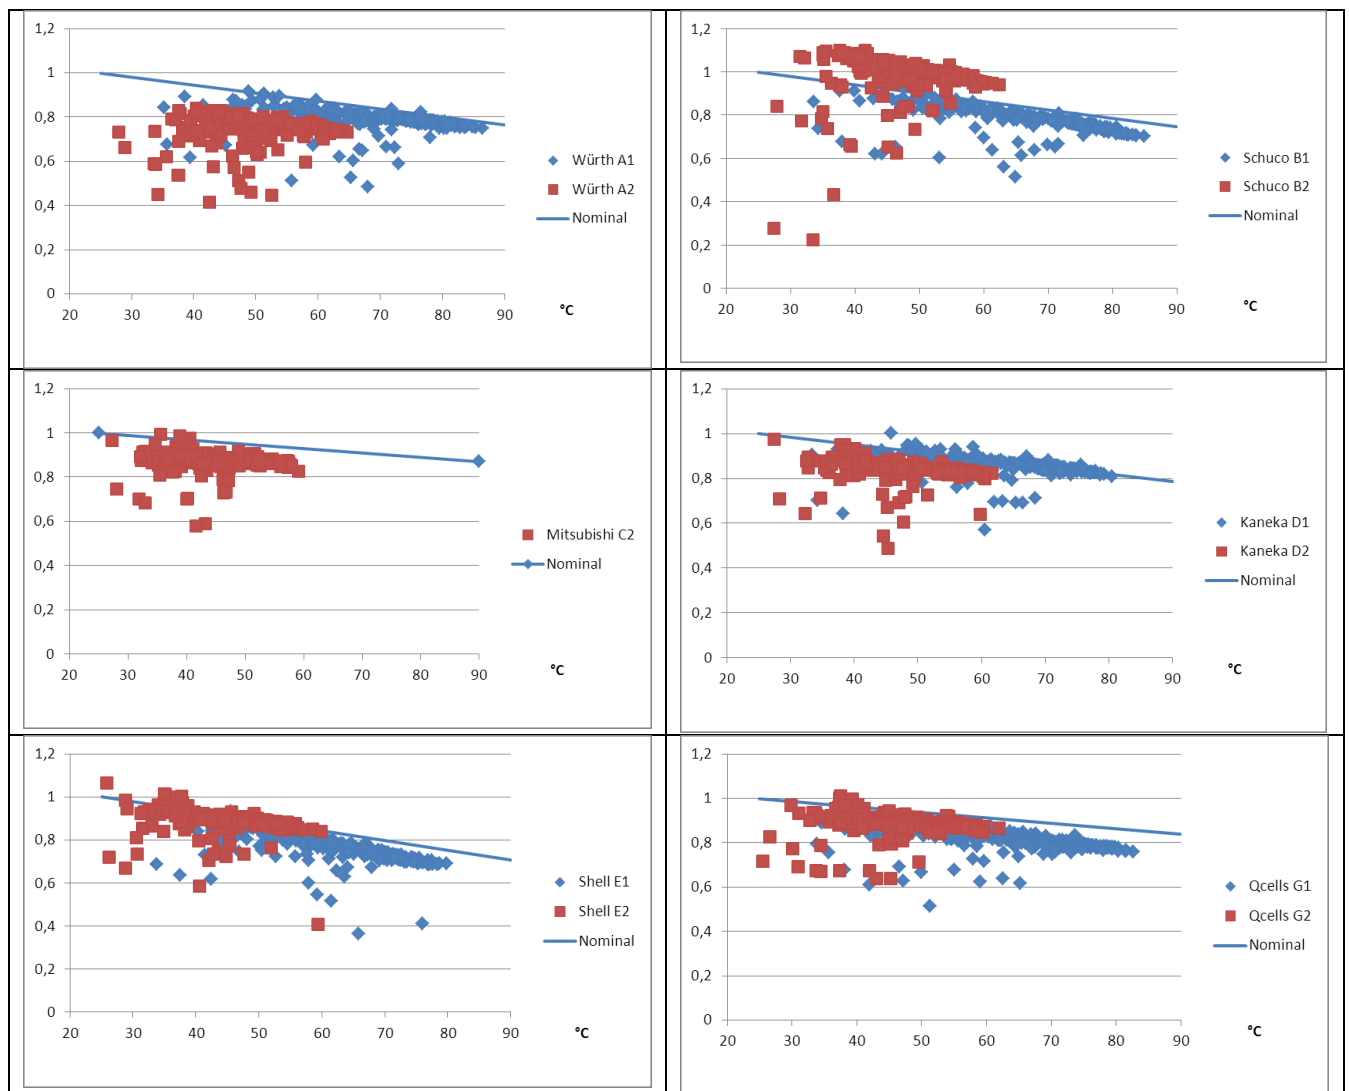 1,2
1
0,8
0,6
0,4
0,2
0
20 30 40 50 60 70 80 90
°C
Würth A1
Würth A2
Nominal
1,2
1
0,8
0,6
0,4
0,2
0
20 30 40 50 60 70 80 90
°C
Schuco B1
Schuco B2
Nominal
1,2
1
0,8
0,6
0,4
0,2
0
20 30 40 50 60 70 80 90
°C
Mitsubishi C2
Nominal
1,2
1
0,8
0,6
0,4
0,2
0
20 30 40 50 60 70 80 90
°C
Kaneka D1
Kaneka D2
Nominal
1,2
1
0,8
0,6
0,4
0,2
0
20 30 40 50 60 70 80 90
°C
Shell E1
Shell E2
Nominal
1,2
1
0,8
0,6
0,4
0,2
0
20 30 40 50 60 70 80 90
°C
Qcells G1
Qcells G2
Nominal